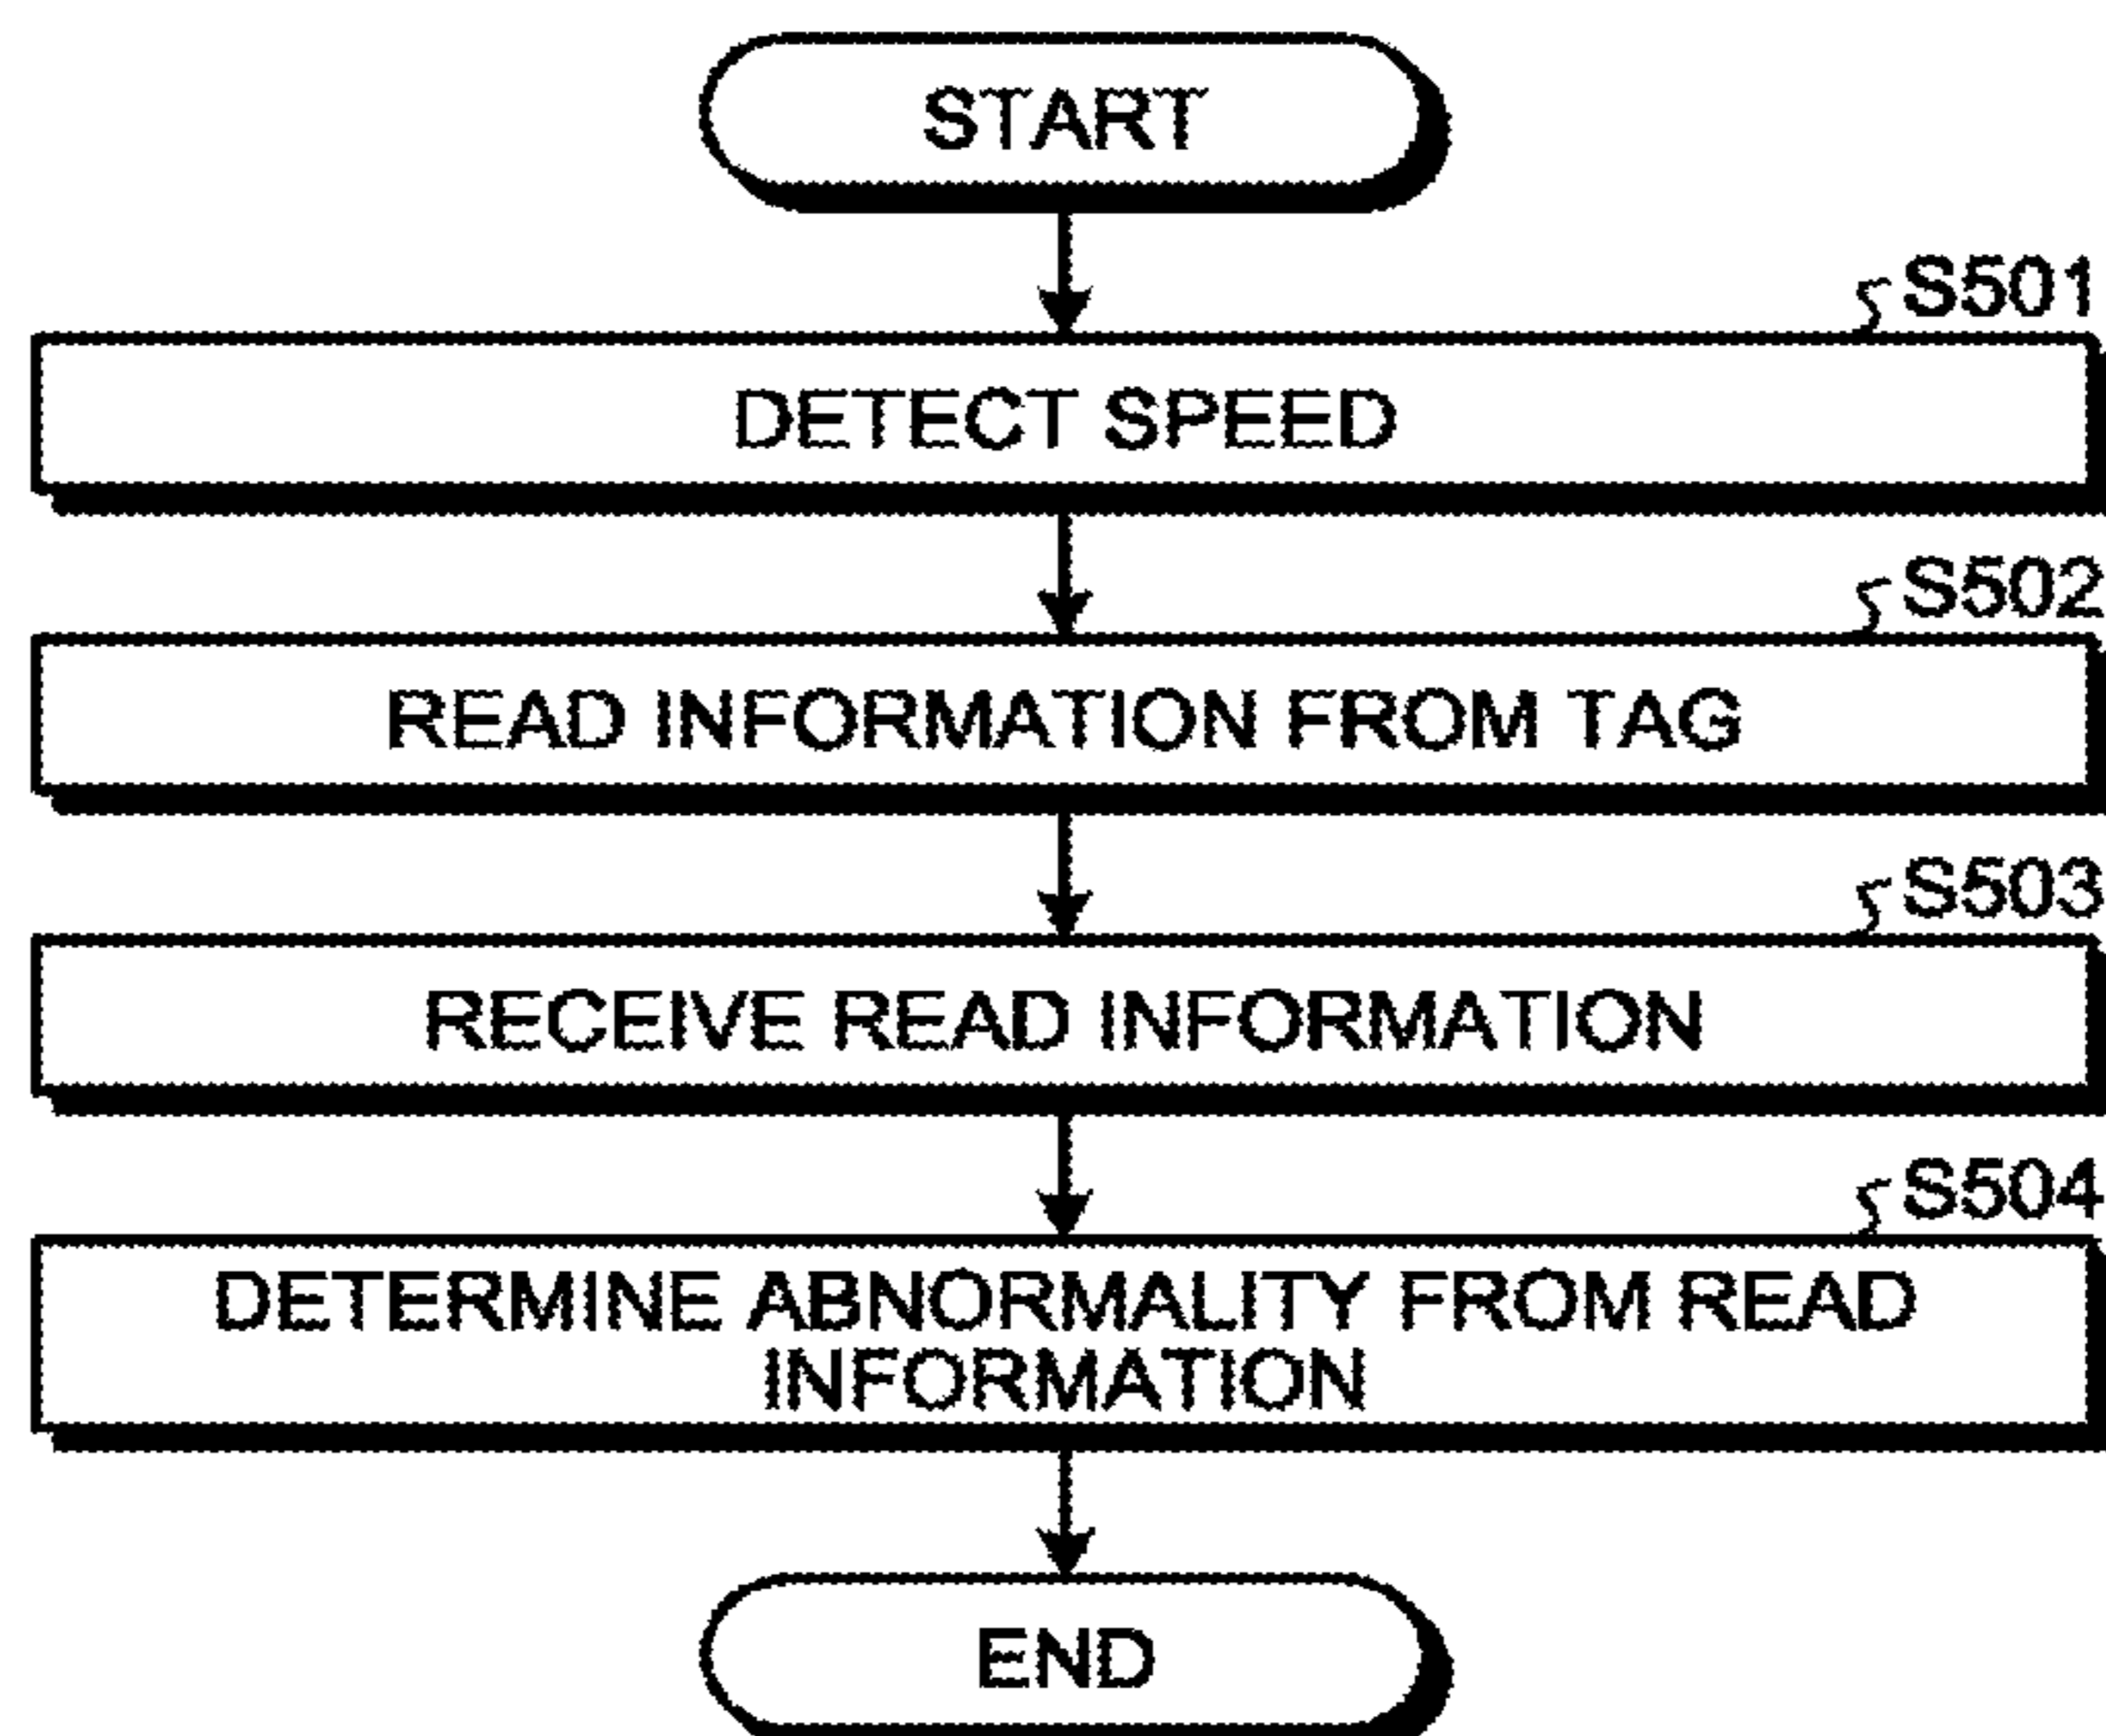 START
S501
DETECT SPEED
S502
READ INFORMATION FROM TAG
S503
RECEIVE READ INFORMATION
S504
DETERMINE ABNORMALITY FROM READ
INFORMATION
END